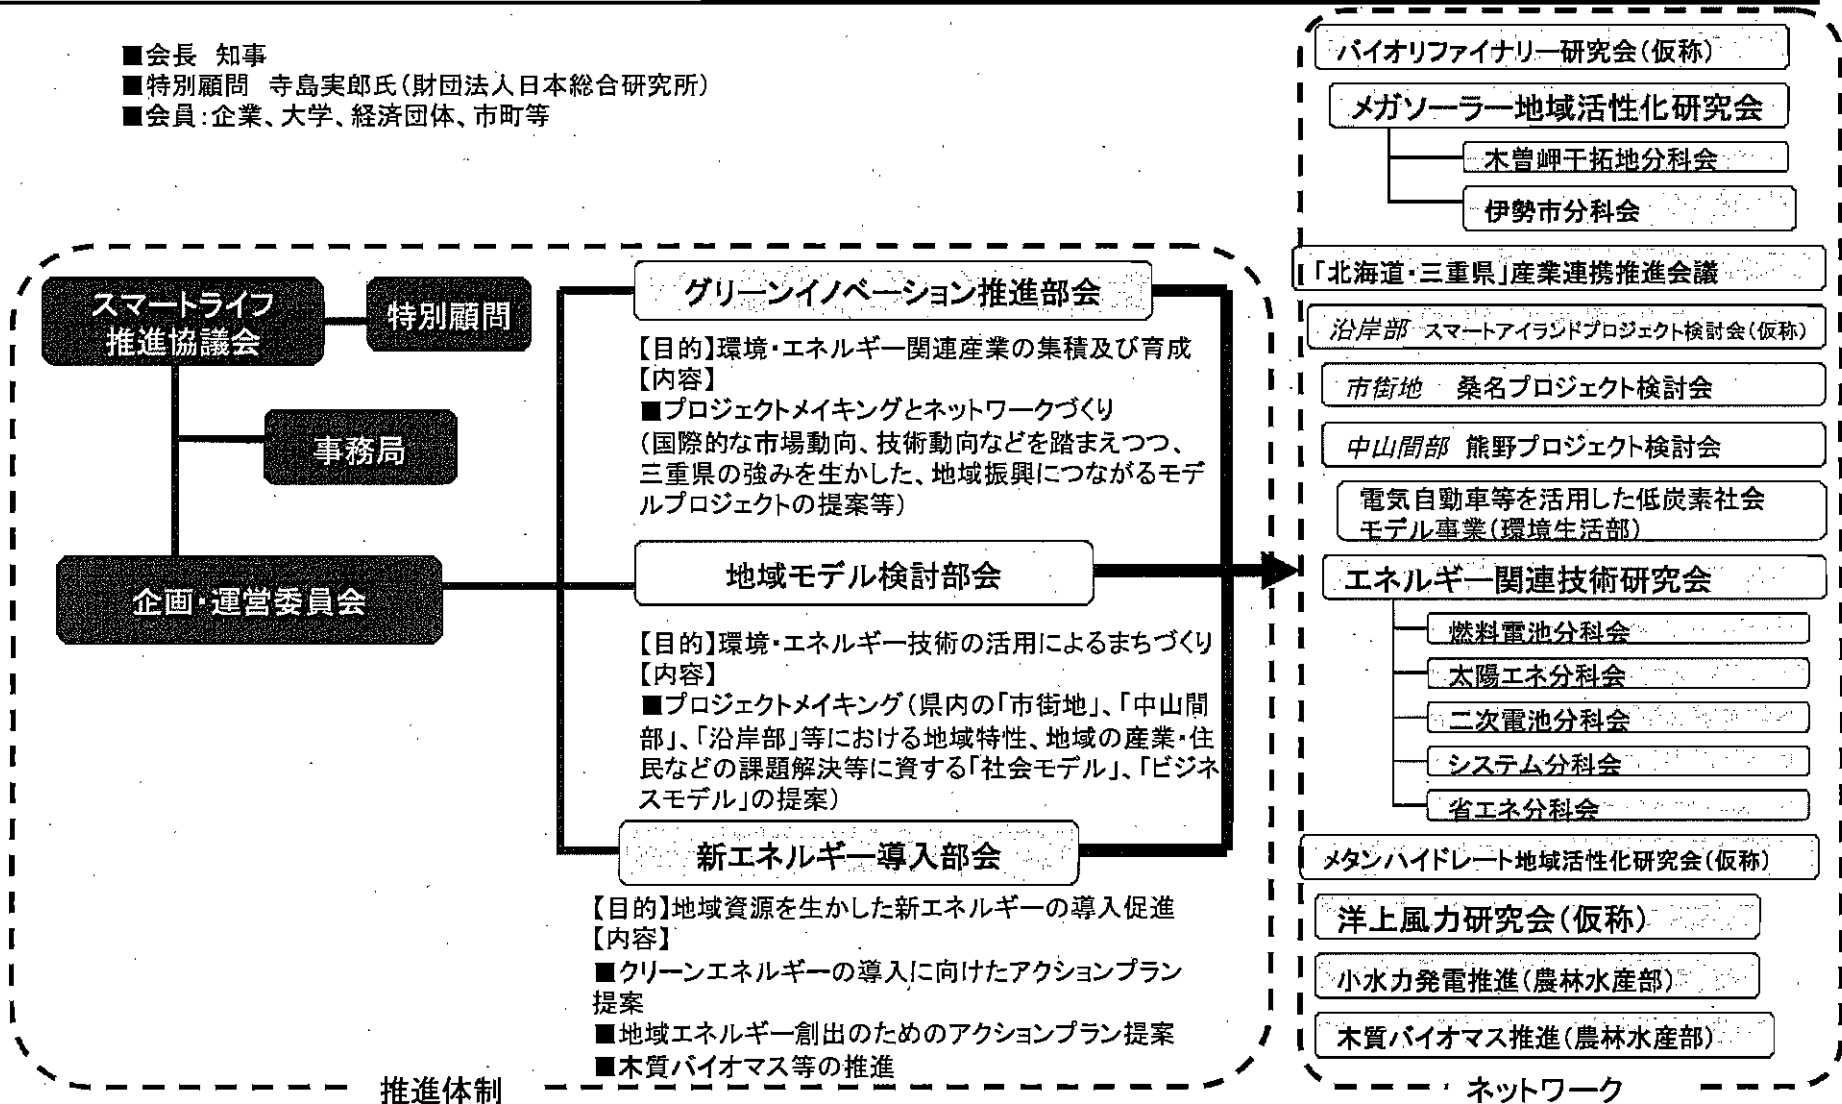 ■会長 知事
■特別顧問 寺島実郎氏(財団法人日本総合研究所)
■会員:企業、大学、経済団体、市町等
スマートライフ
推進協議会
特別顧問
事務局
企画・運営委員会
グリーンイノベーション推進部会
【目的】環境・エネルギー関連産業の集積及び育成
【内容】
■プロジェクトメイキングとネットワークづくり
(国際的な市場動向、技術動向などを踏まえつつ、
三重県の強みを生かした、地域振興につながるモデ
ルプロジェクトの提案等)
地域モデル検討部会
【目的】環境・エネルギー技術の活用によるまちづくり
【内容】
■プロジェクトメイキング(県内の「市街地」、「中山間
部」、「沿岸部」等における地域特性、地域の産業・住
民などの課題解決等に資する「社会モデル」、「ビジネ
スモデル」の提案)
新エネルギー導入部会
【目的】地域資源を生かした新エネルギーの導入促進
【内容】
■クリーンエネルギーの導入に向けたアクションプラン
提案
■地域エネルギー創出のためのアクションプラン提案
■木質バイオマス等の推進
推進体制
バイオリファイナリー研究会(仮称)
メガソーラー地域活性化研究会
木曽岬干拓地分科会
伊勢市分科会
「北海道・三重県」産業連携推進会議
沿岸部 スマートアイランドプロジェクト検討会(仮称)
市街地 桑名プロジェクト検討会
中山間部 熊野プロジェクト検討会
電気自動車等を活用した低炭素社会
モデル事業(環境生活部)
エネルギー関連技術研究会
燃料電池分科会
太陽エネ分科会
二次電池分科会
システム分科会
省エネ分科会
メタンハイドレート地域活性化研究会(仮称)
洋上風力研究会(仮称)
小水力発電推進(農林水産部)
木質バイオマス推進(農林水産部)
ネットワーク